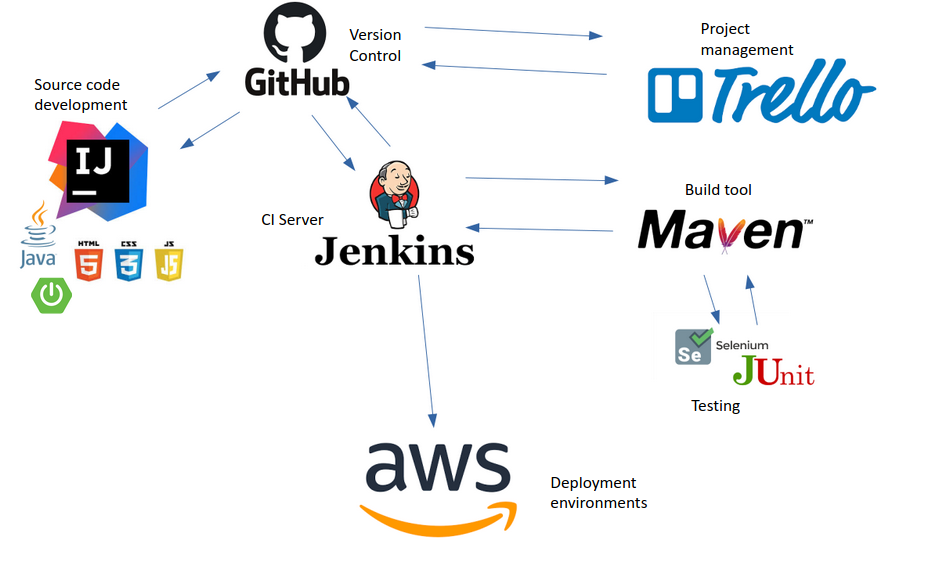 Version
Control
GitHub
Project
management
Trello
Source code
development
IJ
Java
HTML
5
CSS
3
JS
5
CI Server
Jenkins
Build tool
Maven™
Se
Selenium
JUnit
Testing
aws
Deployment
environments